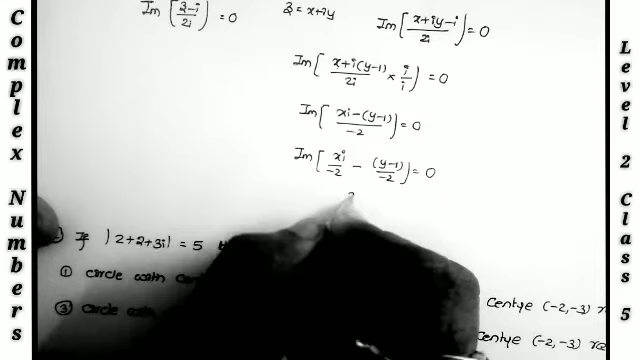 Complex Numbers
Im[z-i/2i] = 0
z = x+iy
Im[x+iy-i/2i] = 0
Im[x+i(y-1)/2i × i/i] = 0
Im[xi-(y-1)/-2] = 0
Im[xi/-2 - (y-1)/-2] = 0
If |z+2+3i| = 5
① circle with
③ circle with
Centre (-2,-3)
Centre (-2,-3)
Level 2 Class 5